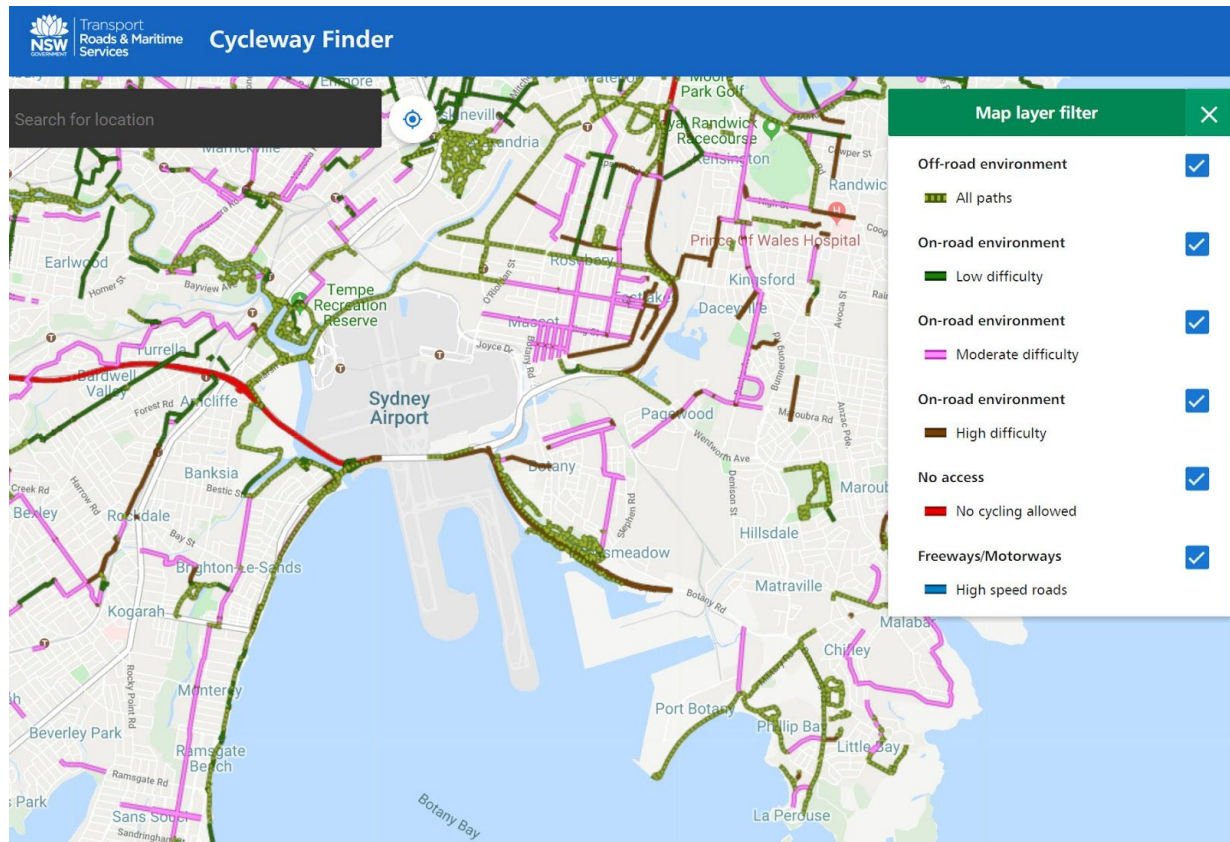 NSW
GOVERNMENT
Transport
Roads & Maritime
Services
Cycleway Finder
Search for location
Map layer filter
Off-road environment
All paths
On-road environment
Low difficulty
On-road environment
Moderate difficulty
On-road environment
High difficulty
No access
No cycling allowed
Freeways/Motorways
High speed roads
Enmore
Moore
Park Golf
Royal Randwick
Racecourse
Kensington
Cowper St
High St
Prince Of Wales Hospital
Earlwood
Homer St
Bayview Ave
Tempe
Recreation
Reserve
O'Riordan St
Rosebery
Kingsford
Daceyville
Avoca St
Bunnerong Rd
Mascot
Joyce Dr
Botany Rd
Turrella
Bardwell
Valley
Forest Rd
Arncliffe
Sydney
Airport
Pagewood
Maroubra Rd
Anzac Pde
Wentworth Ave
Denison St
Banksia
Bestic St
Harrow Rd
Bexley
Rockdale
Bay St
Botany
Stephen Rd
Hillsdale
Brighton-Le-Sands
Matraville
Botany Rd
Malabar
Kogarah
Chifley
Rocky Point Rd
Monterey
Port Botany
Phillip Bay
Little Bay
Beverley Park
Ramsgate
Beach
Ramsgate Rd
Sans Souci
Botany Bay
La Perouse